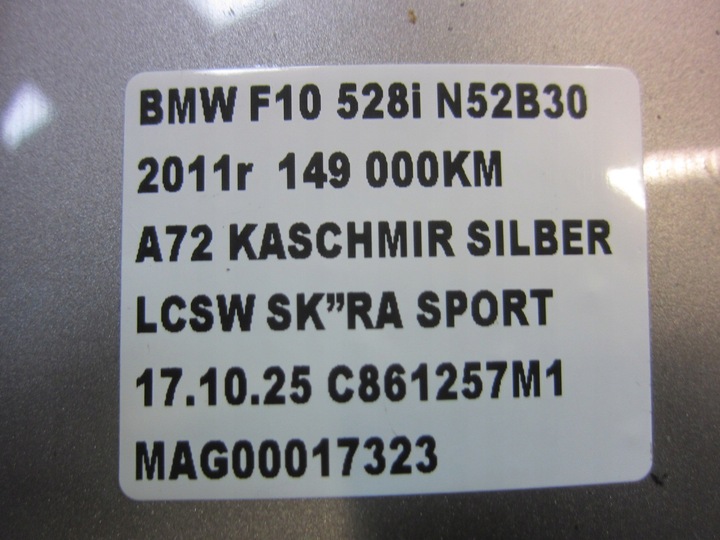 BMW F10 528i N52B30
2011r 149 000KM
A72 KASCHMIR SILBER
LCSW SK”RA SPORT
17.10.25 C861257M1
MAG00017323